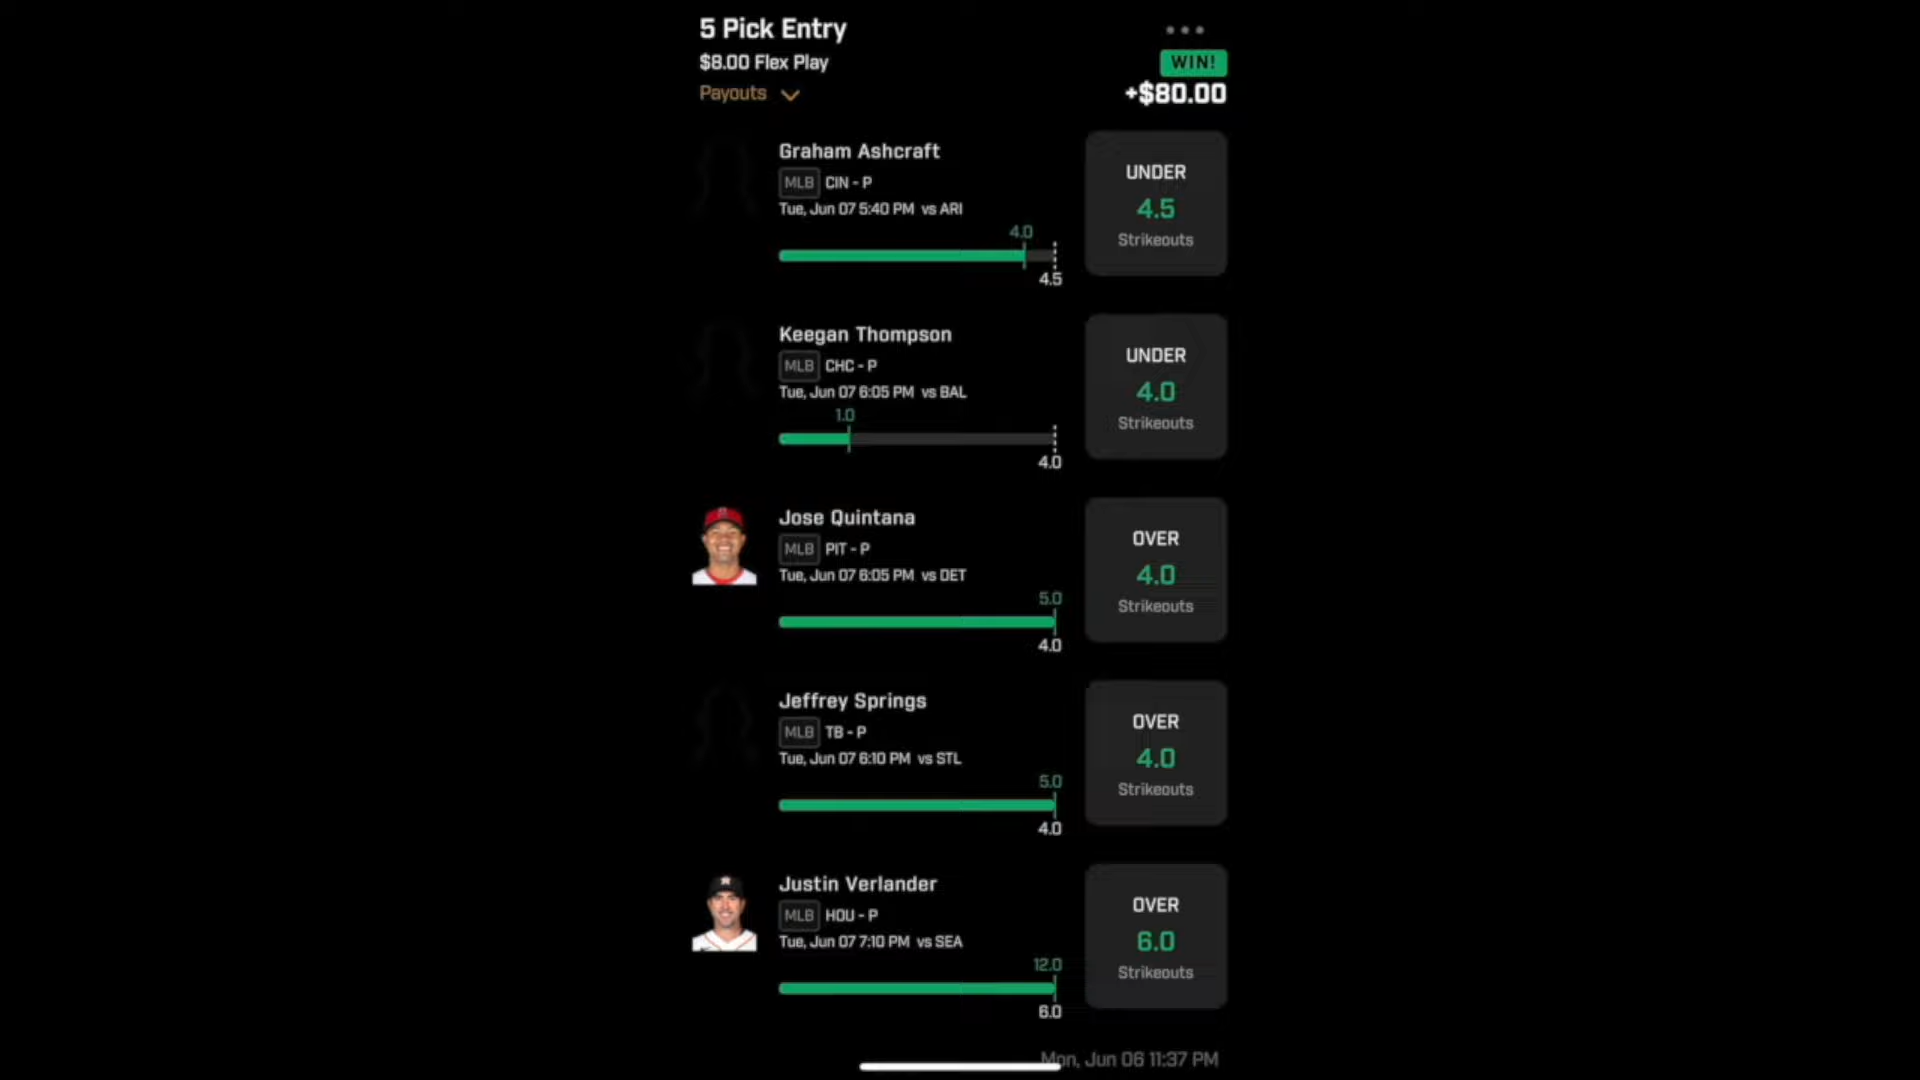 5 Pick Entry
$8.00 Flex Play
WIN!
Payouts
+$80.00
Graham Ashcraft
MLB CIN - P
Tue, Jun 07 5:40 PM vs ARI
4.0
4.5
UNDER
4.5
Strikeouts
Keegan Thompson
MLB CHC - P
Tue, Jun 07 6:05 PM vs BAL
1.0
4.0
UNDER
4.0
Strikeouts
Jose Quintana
MLB PIT - P
Tue, Jun 07 6:05 PM vs DET
5.0
4.0
OVER
4.0
Strikeouts
Jeffrey Springs
MLB TB - P
Tue, Jun 07 6:10 PM vs STL
5.0
4.0
OVER
4.0
Strikeouts
Justin Verlander
MLB HOU - P
Tue, Jun 07 7:10 PM vs SEA
12.0
6.0
OVER
6.0
Strikeouts
Mon, Jun 06 11:37 PM